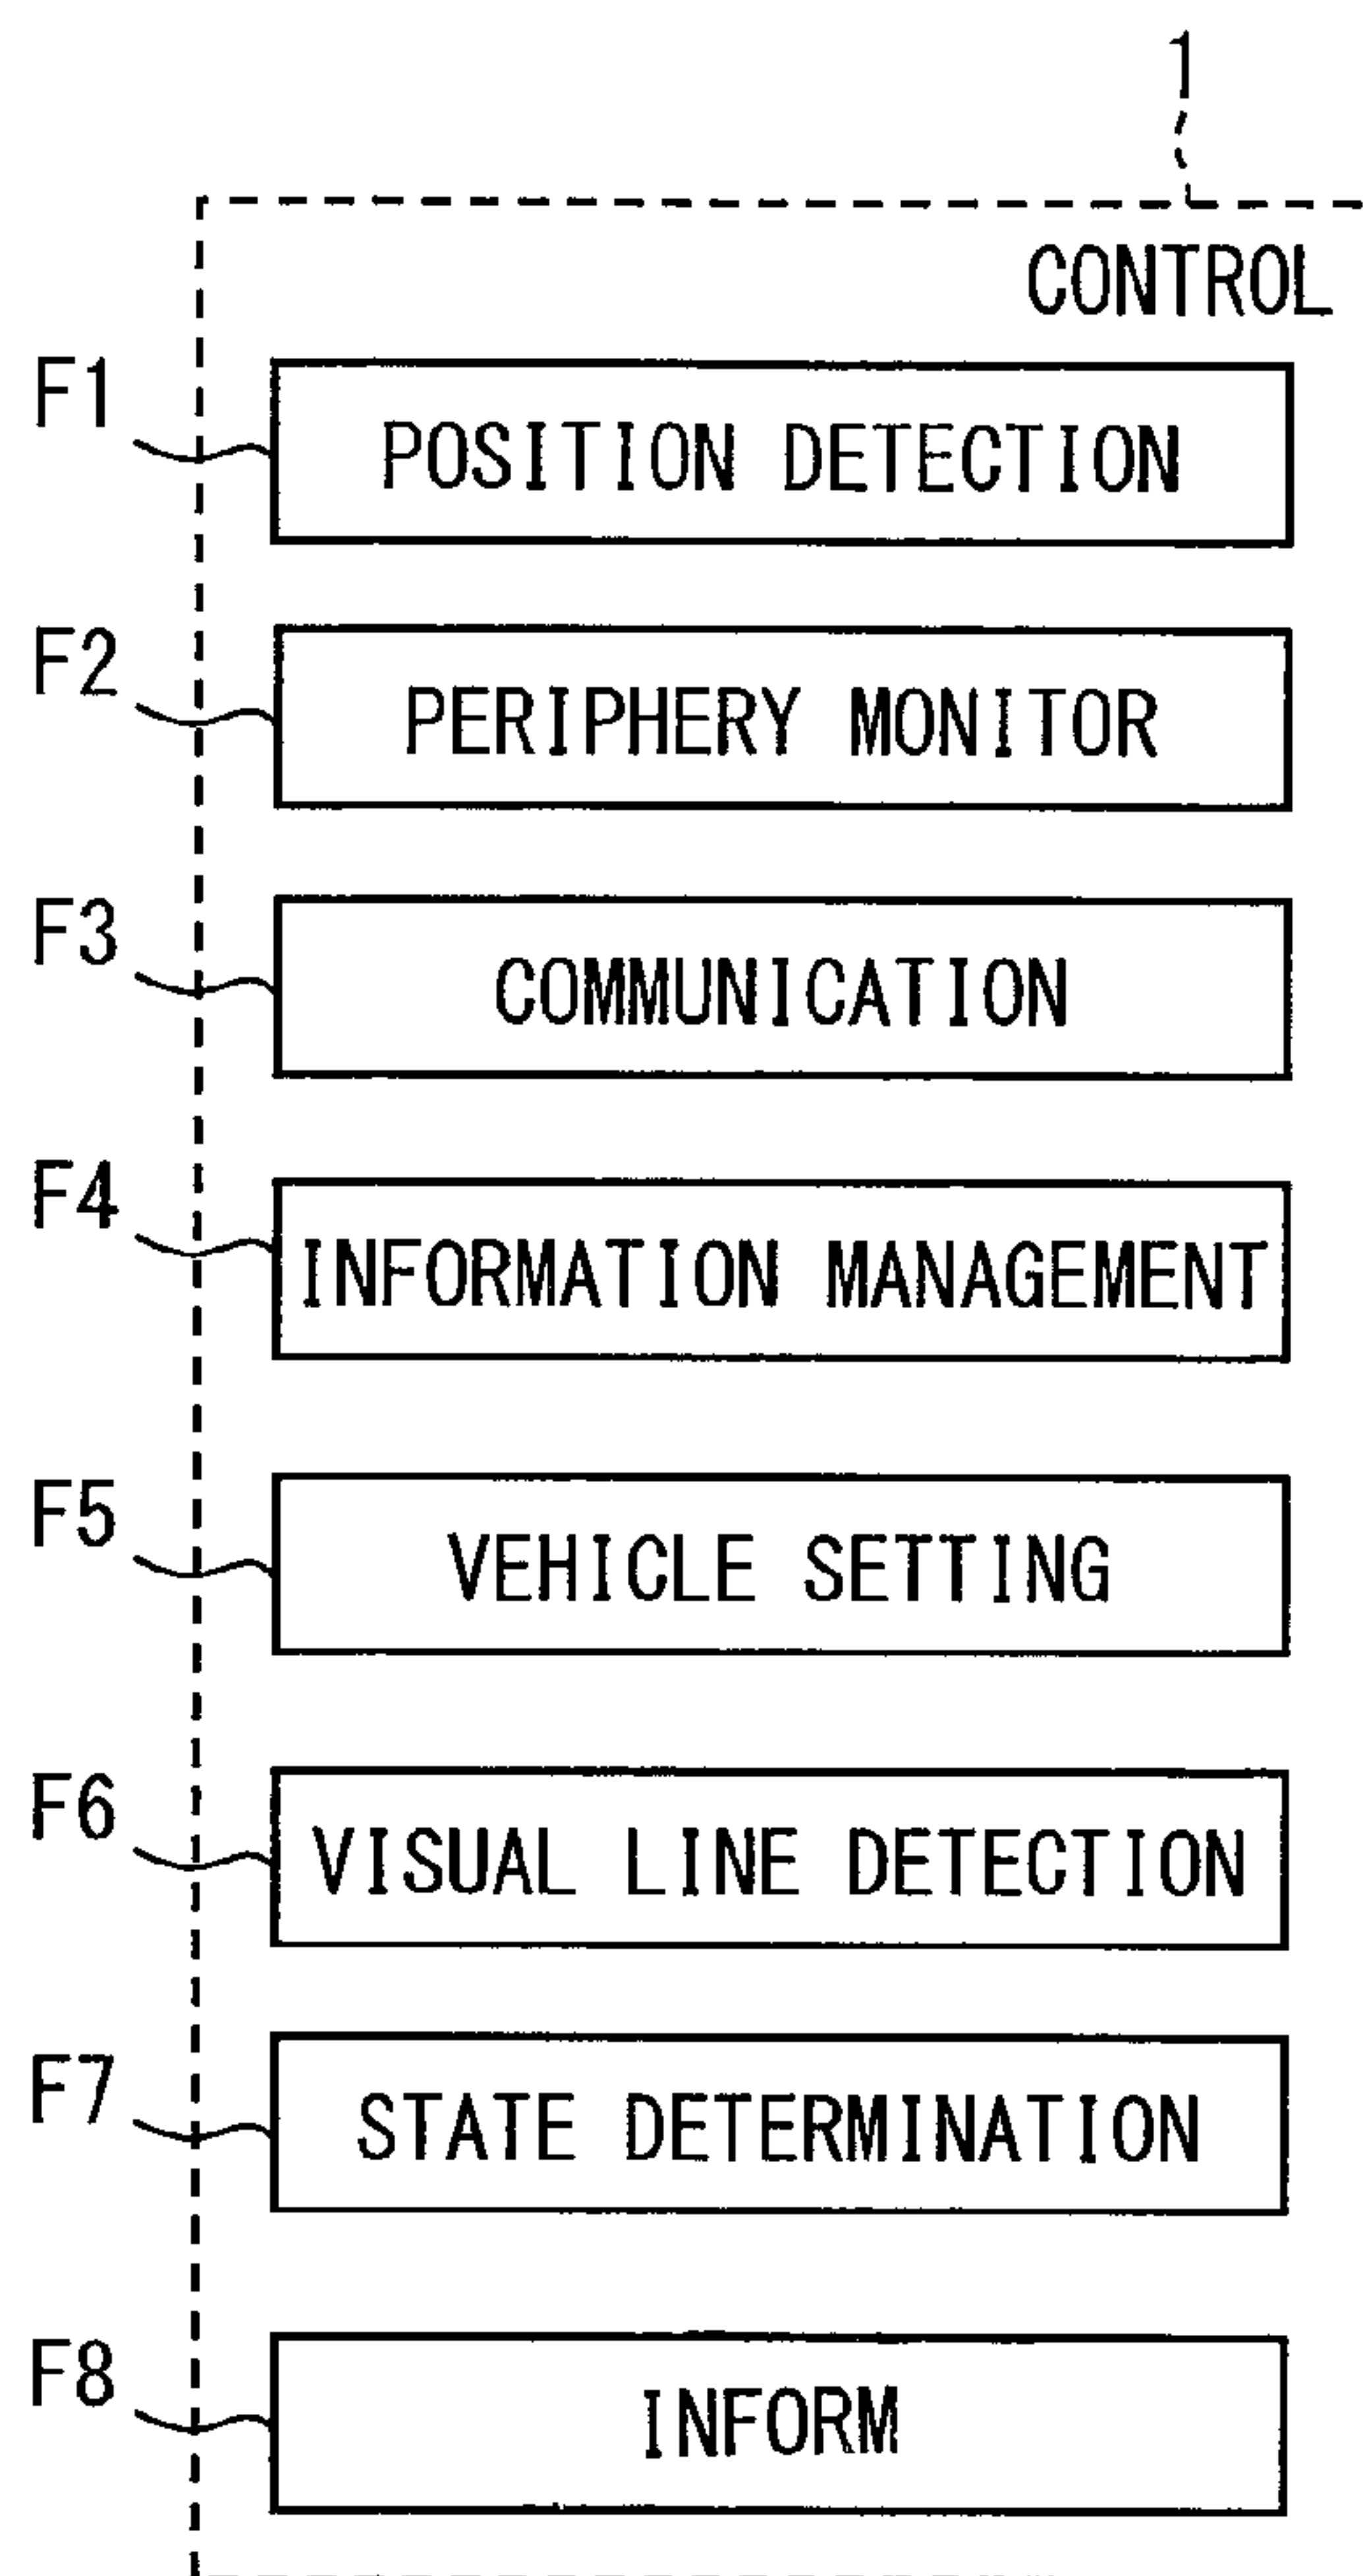 1
CONTROL
F1
POSITION DETECTION
F2
PERIPHERY MONITOR
F3
COMMUNICATION
F4
INFORMATION MANAGEMENT
F5
VEHICLE SETTING
F6
VISUAL LINE DETECTION
F7
STATE DETERMINATION
F8
INFORM